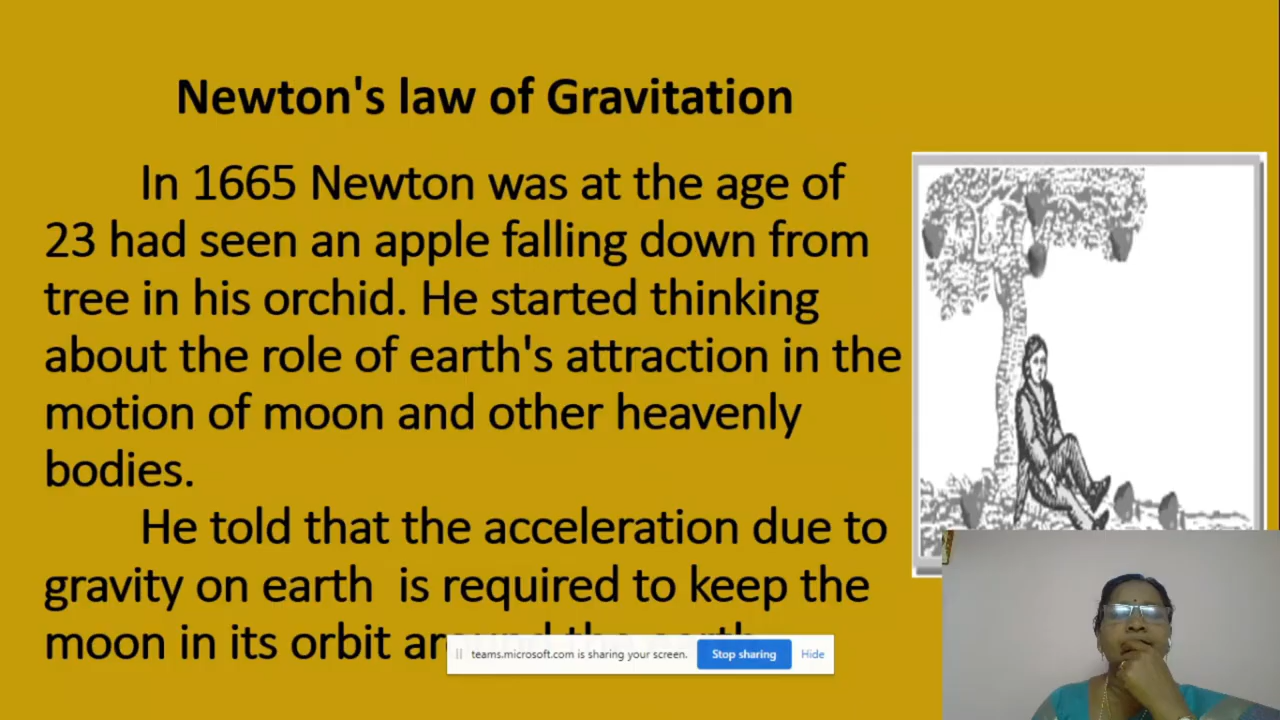 Newton's law of Gravitation
In 1665 Newton was at the age of
23 had seen an apple falling down from
tree in his orchid. He started thinking
about the role of earth's attraction in the
motion of moon and other heavenly
bodies.
He told that the acceleration due to
gravity on earth is required to keep the
moon in its orbit around the earth
teams.microsoft.com is sharing your screen.
Stop sharing
Hide